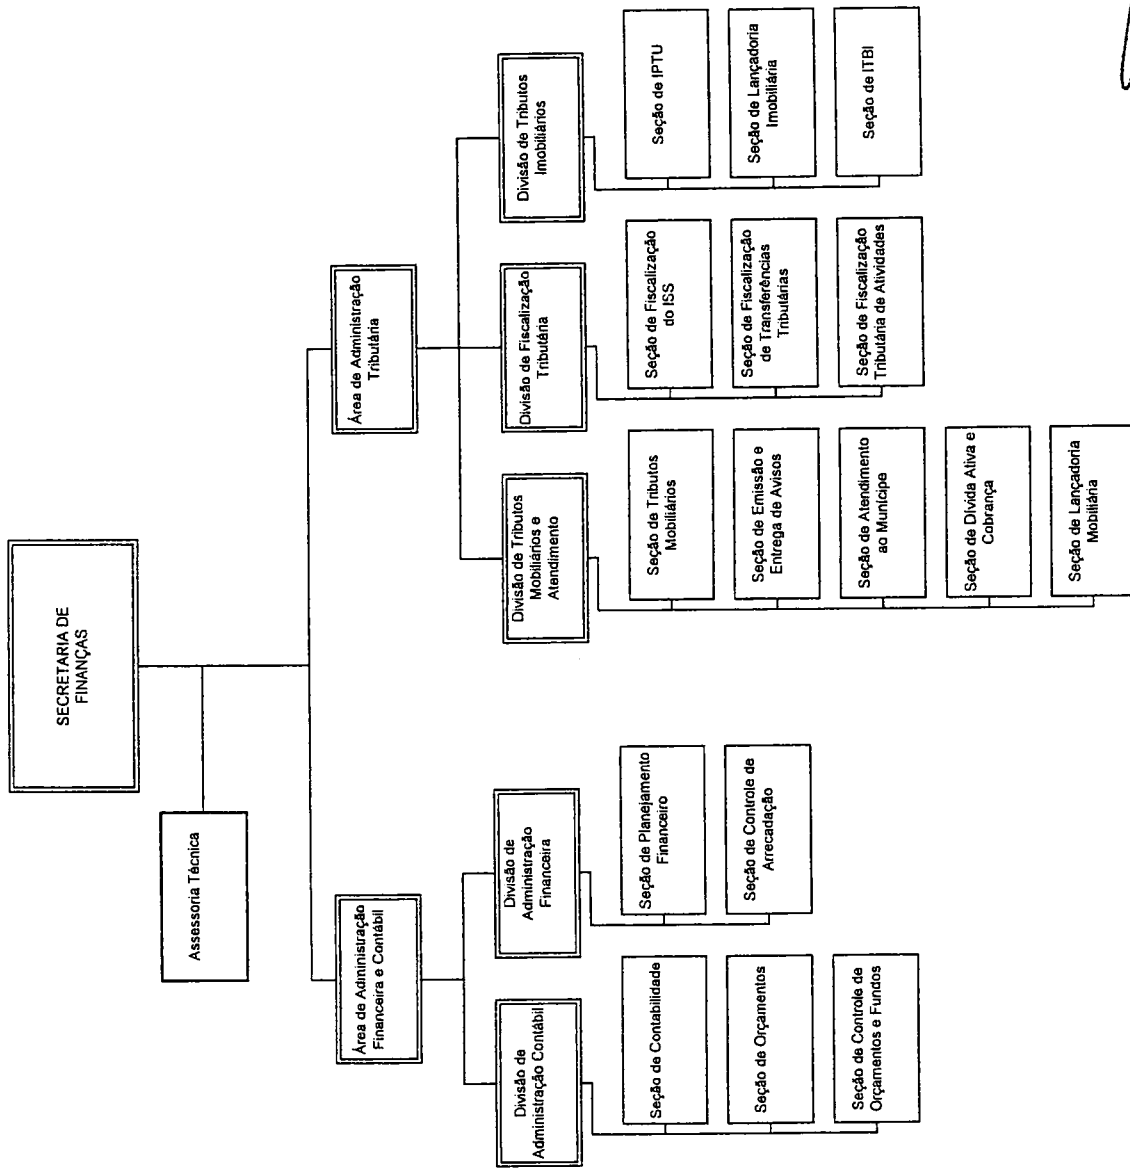 SECRETARIA DE
FINANÇAS
Assessoria Técnica
Área de Administração
Financeira e Contábil
Área de Administração
Tributária
Divisão de
Administração Contábil
Divisão de
Administração
Financeira
Divisão de Tributos
Mobiliários e
Atendimento
Divisão de Fiscalização
Tributária
Divisão de Tributos
Imobiliários
Seção de Contabilidade
Seção de Orçamentos
Seção de Controle de
Orçamentos e Fundos
Seção de Planejamento
Financeiro
Seção de Controle de
Arrecadação
Seção de Tributos
Mobiliários
Seção de Emissão e
Entrega de Avisos
Seção de Atendimento
ao Munícipe
Seção de Dívida Ativa e
Cobrança
Seção de Lançadoria
Mobiliária
Seção de Fiscalização
do ISS
Seção de Fiscalização
de Transferências
Tributárias
Seção de Fiscalização
Tributária de Atividades
Seção de IPTU
Seção de Lançadoria
Imobiliária
Seção de ITBI